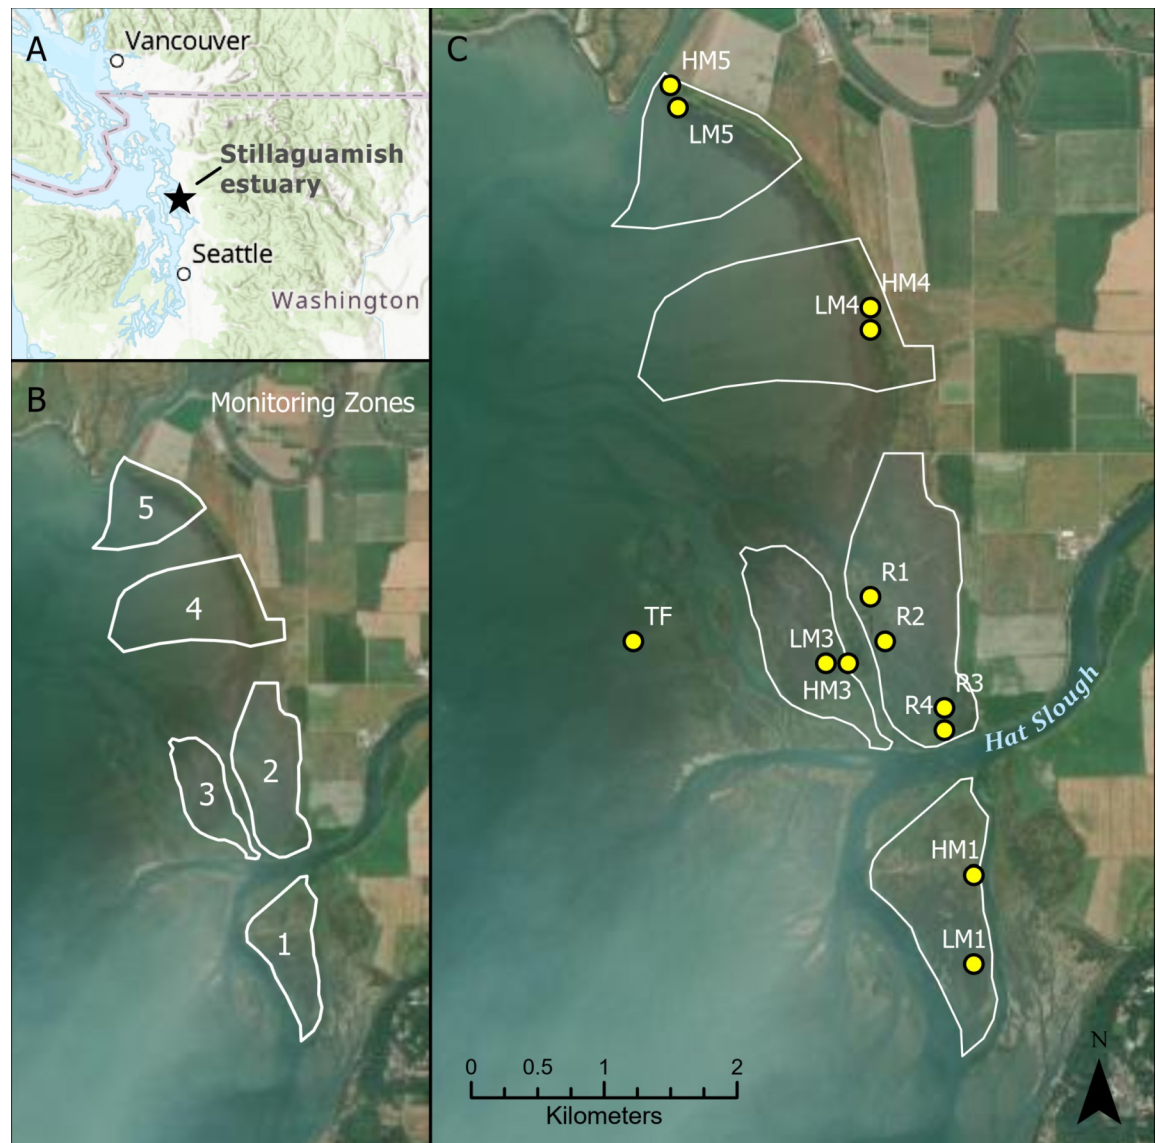 A
Vancouver
Stillaguamish
estuary
Seattle
Washington
B
Monitoring Zones
5
4
2
3
1
C
HM5
LM5
HM4
LM4
R1
R2
TF
LM3
HM3
R3
R4
Hat Slough
HM1
LM1
0 0.5 1 2
Kilometers
N